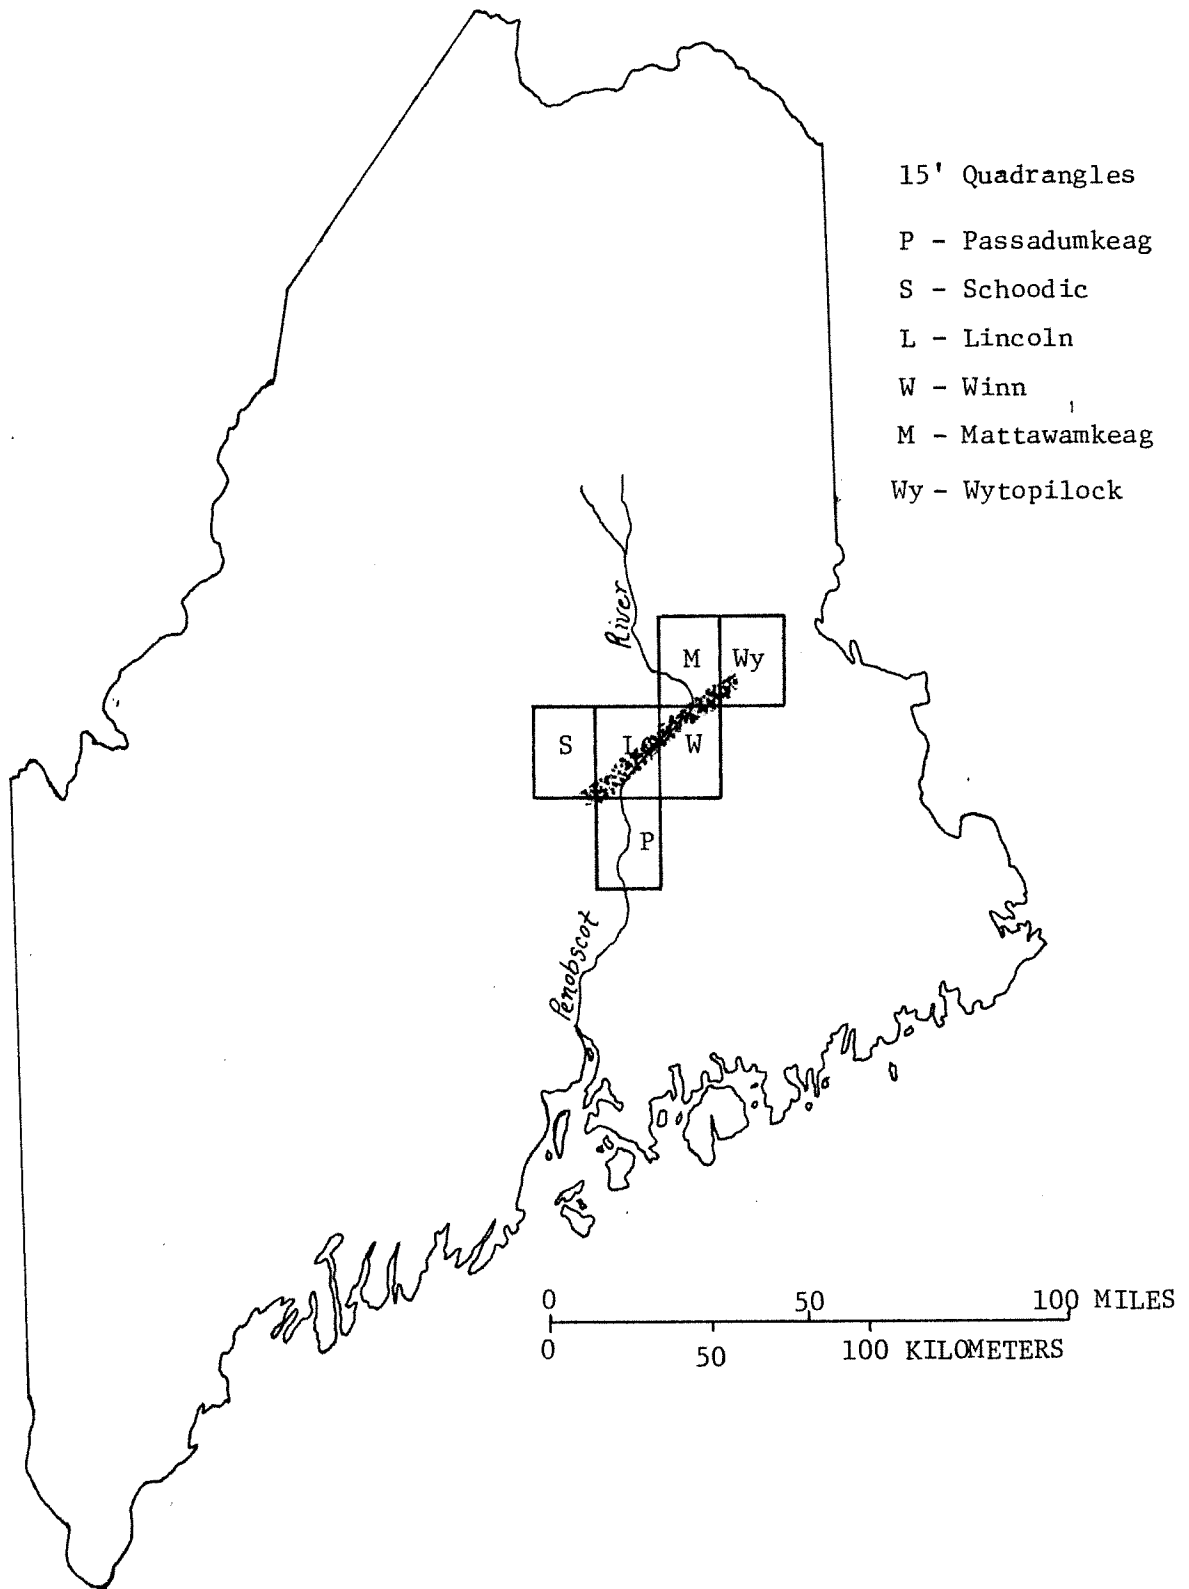 15' Quadrangles
P - Passadumkeag
S - Schoodic
L - Lincoln
W - Winn
M - Mattawamkeag
Wy - Wytopilock
River
M Wy
S L W
P
Penobscot
0 50 100 MILES
0 50 100 KILOMETERS